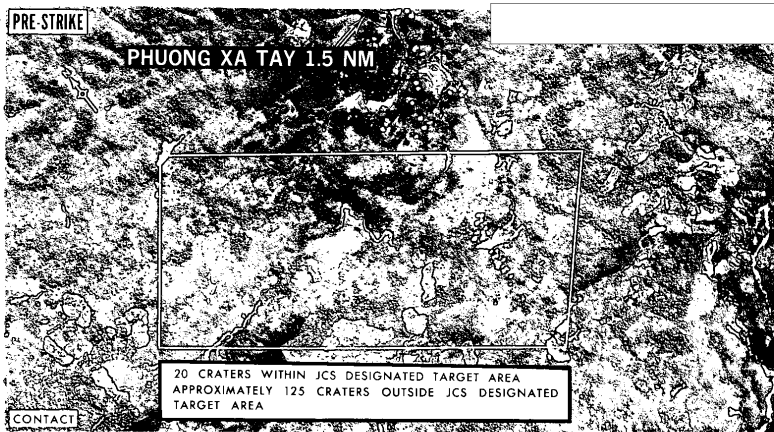 PRE-STRIKE
PHUONG XA TAY 1.5 NM
20 CRATERS WITHIN JCS DESIGNATED TARGET AREA
APPROXIMATELY 125 CRATERS OUTSIDE JCS DESIGNATED
TARGET AREA
CONTACT